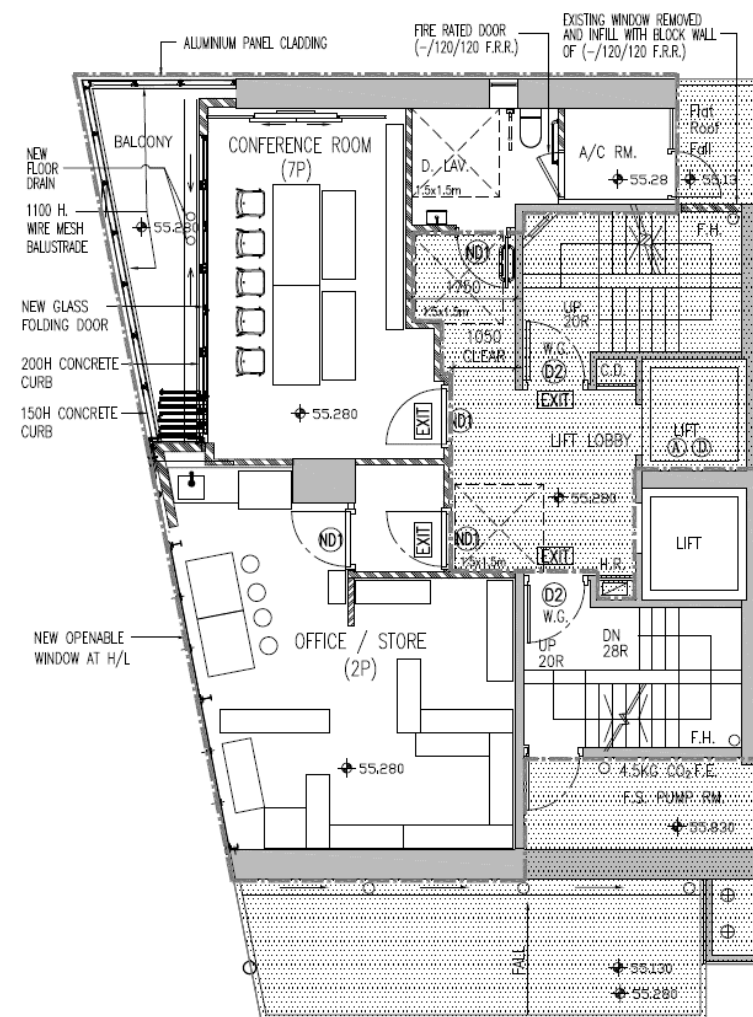 ALUMINIUM PANEL CLADDING
FIRE RATED DOOR
(-/120/120 F.R.R.)
EXISTING WINDOW REMOVED
AND INFILL WITH BLOCK WALL
OF (-/120/120 F.R.R.)
BALCONY
CONFERENCE ROOM
(7P)
D. LAV.
1.5x1.5m
A/C RM.
55.28
Flat
Roof
Fall
55.13
NEW
FLOOR
DRAIN
1100 H.
WIRE MESH
BALUSTRADE
55.280
F.H.
ND1
1750
1.5x1.5m
UP
20R
NEW GLASS
FOLDING DOOR
1050
CLEAR
W.G.
D2
C.D.
EXIT
200H CONCRETE
CURB
150H CONCRETE
CURB
55.280
EXIT
ND1
LIFT LOBBY
LIFT
A D
55.280
ND1
EXIT
ND1
1.5x1.5m
EXIT
H.R.
LIFT
D2
W.G.
NEW OPENABLE
WINDOW AT H/L
OFFICE / STORE
(2P)
UP
20R
DN
28R
F.H.
55.280
4.5KG CO2 F.E.
F.S. PUMP RM.
55.830
FALL
55.130
55.280